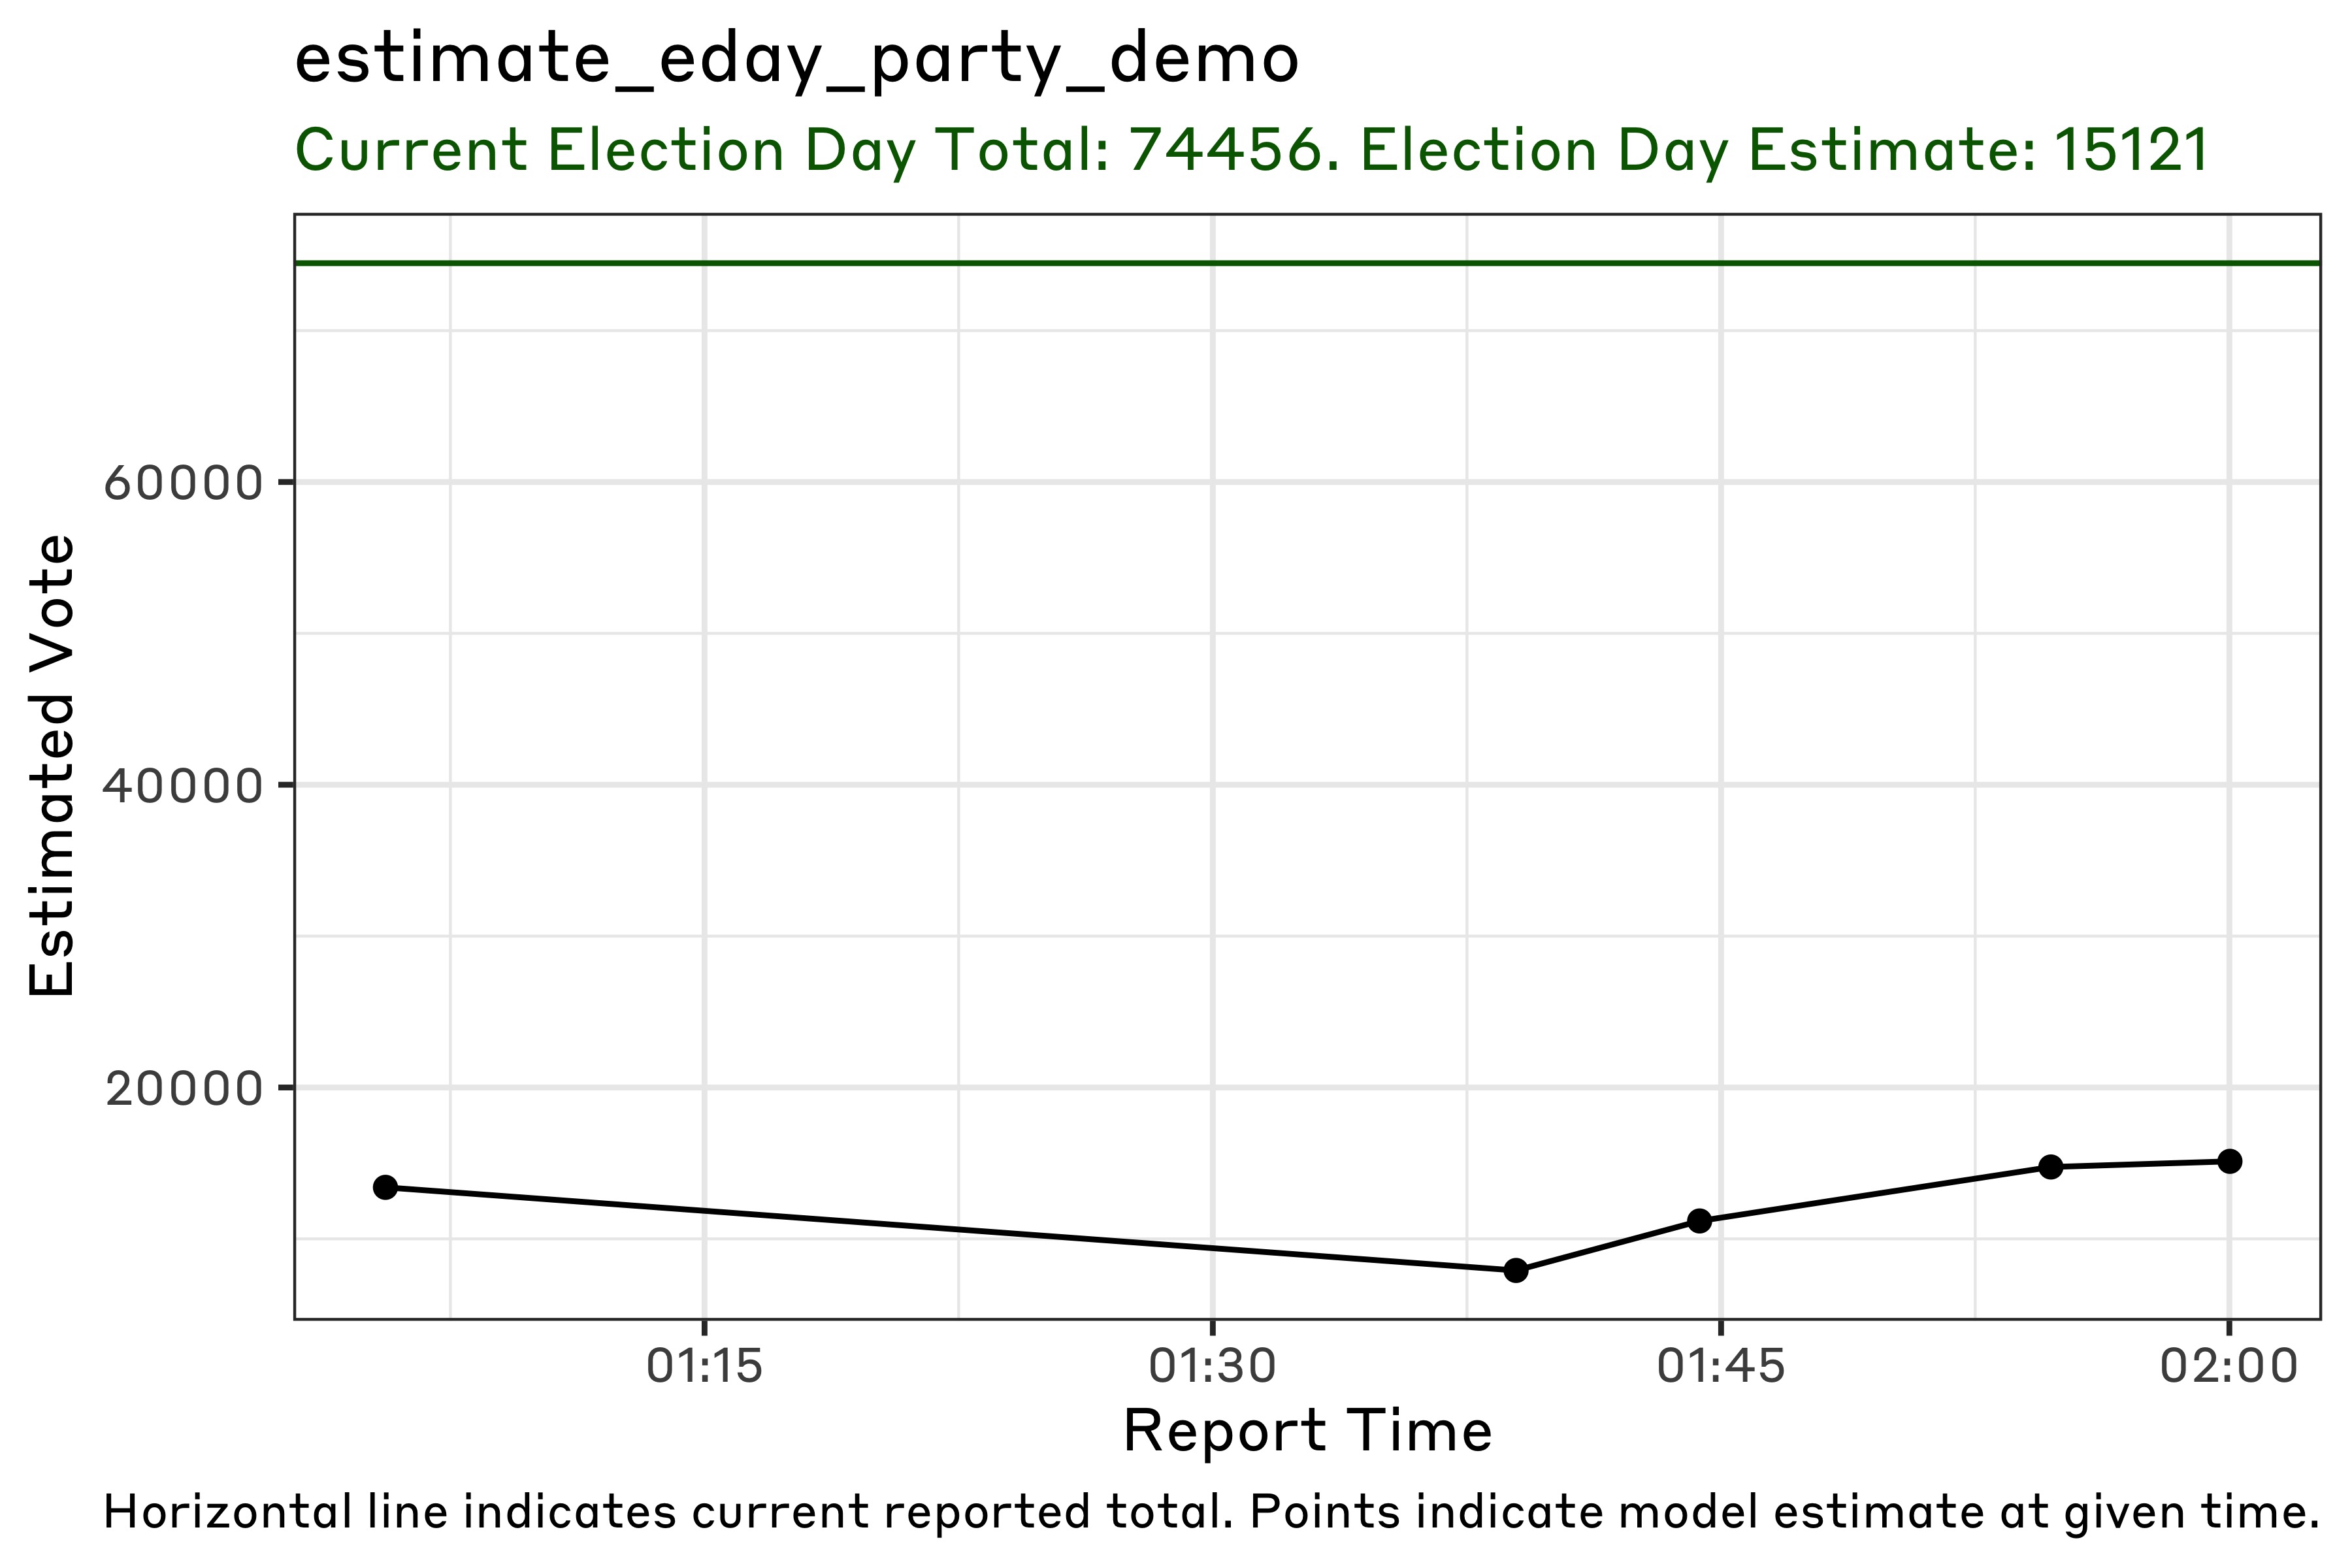 estimate_eday_party_demo
Current Election Day Total: 74456. Election Day Estimate: 15121
Estimated Vote
60000
40000
20000
01:15 01:30 01:45 02:00
Report Time
Horizontal line indicates current reported total. Points indicate model estimate at given time.